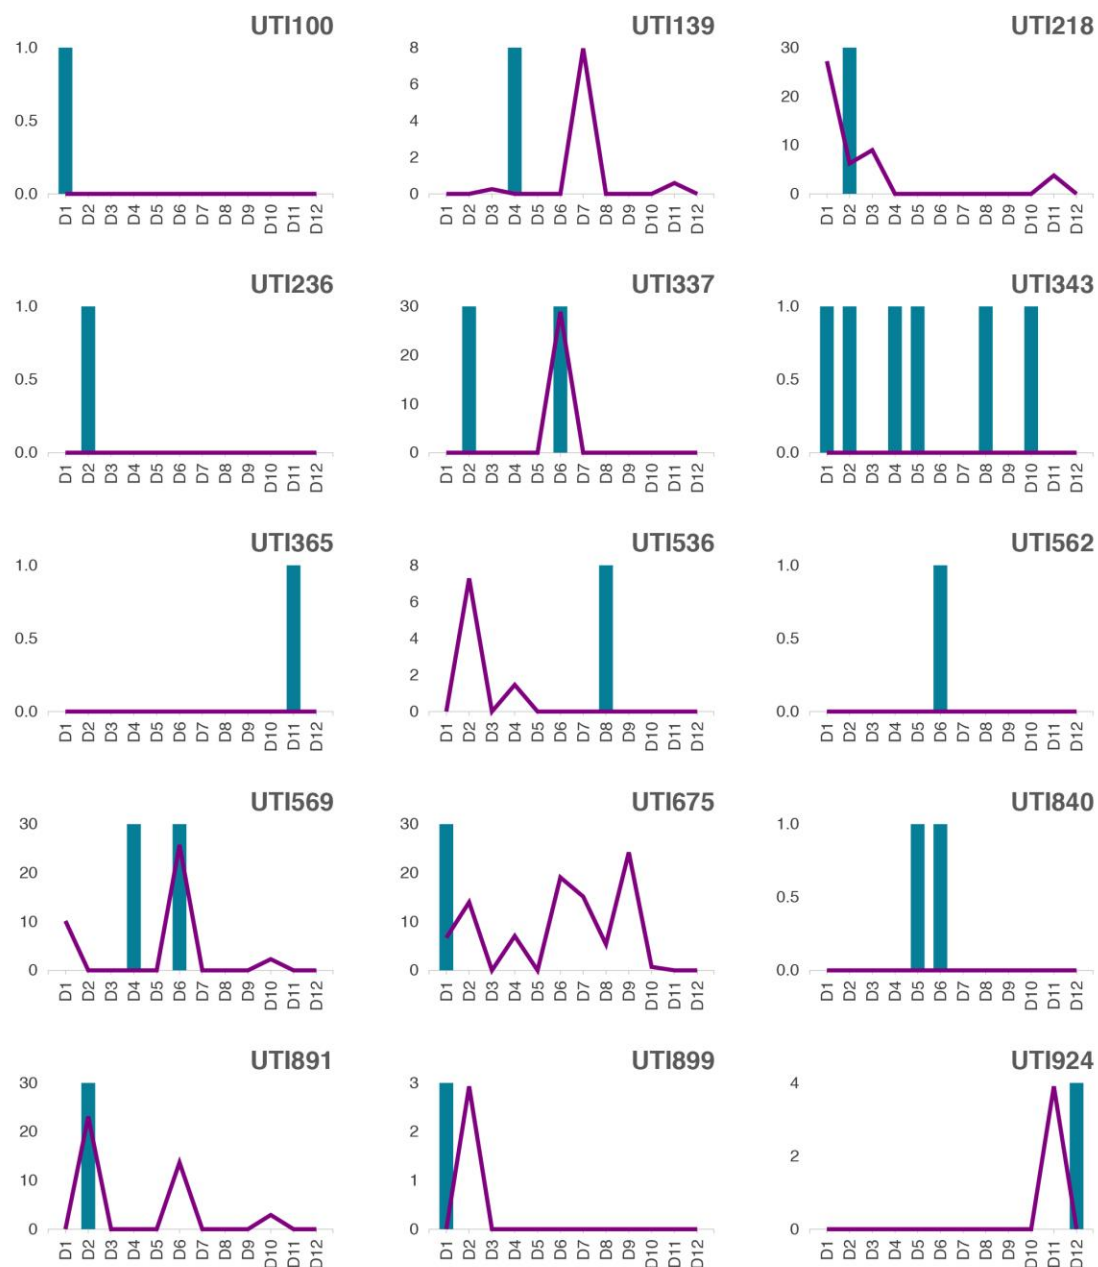 UTI100 UTI139 UTI218
1.0 8 30
6
20
0.5 4
10
2
0.0 0 0
D1 D2 D3 D4 D5 D6 D7 D8 D9 D10 D11 D12 D1 D2 D3 D4 D5 D6 D7 D8 D9 D10 D11 D12 D1 D2 D3 D4 D5 D6 D7 D8 D9 D10 D11 D12
UTI236 UTI337 UTI343
1.0 30 1.0
20
0.5 0.5
10
0.0 0 0.0
D1 D2 D3 D4 D5 D6 D7 D8 D9 D10 D11 D12 D1 D2 D3 D4 D5 D6 D7 D8 D9 D10 D11 D12 D1 D2 D3 D4 D5 D6 D7 D8 D9 D10 D11 D12
UTI365 UTI536 UTI562
1.0 8 1.0
6
0.5 4 0.5
2
0.0 0 0.0
D1 D2 D3 D4 D5 D6 D7 D8 D9 D10 D11 D12 D1 D2 D3 D4 D5 D6 D7 D8 D9 D10 D11 D12 D1 D2 D3 D4 D5 D6 D7 D8 D9 D10 D11 D12
UTI569 UTI675 UTI840
30 30 1.0
20 20
0.5
10 10
0 0 0.0
D1 D2 D3 D4 D5 D6 D7 D8 D9 D10 D11 D12 D1 D2 D3 D4 D5 D6 D7 D8 D9 D10 D11 D12 D1 D2 D3 D4 D5 D6 D7 D8 D9 D10 D11 D12
UTI891 UTI899 UTI924
30 3 4
20 2
2
10 1
0 0 0
D1 D2 D3 D4 D5 D6 D7 D8 D9 D10 D11 D12 D1 D2 D3 D4 D5 D6 D7 D8 D9 D10 D11 D12 D1 D2 D3 D4 D5 D6 D7 D8 D9 D10 D11 D12